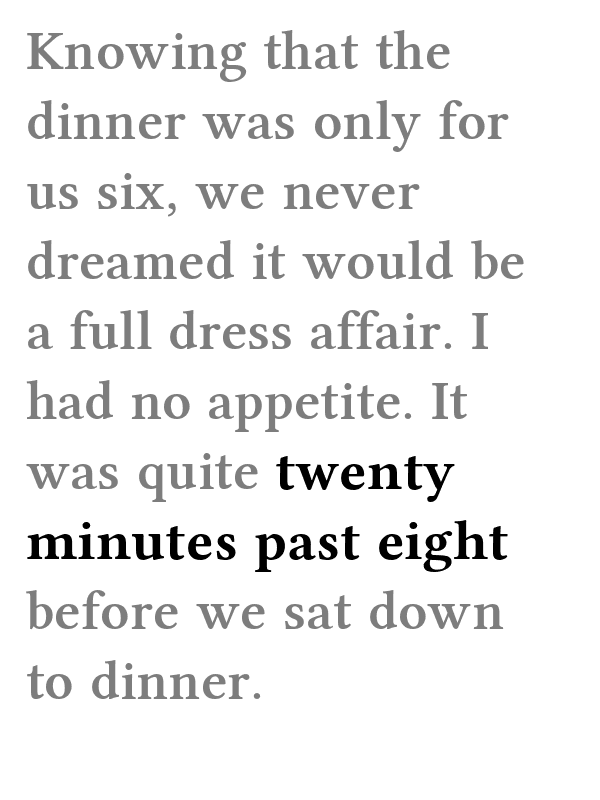 Knowing that the
dinner was only for
us six, we never
dreamed it would be
a full dress affair. I
had no appetite. It
was quite twenty
minutes past eight
before we sat down
to dinner.